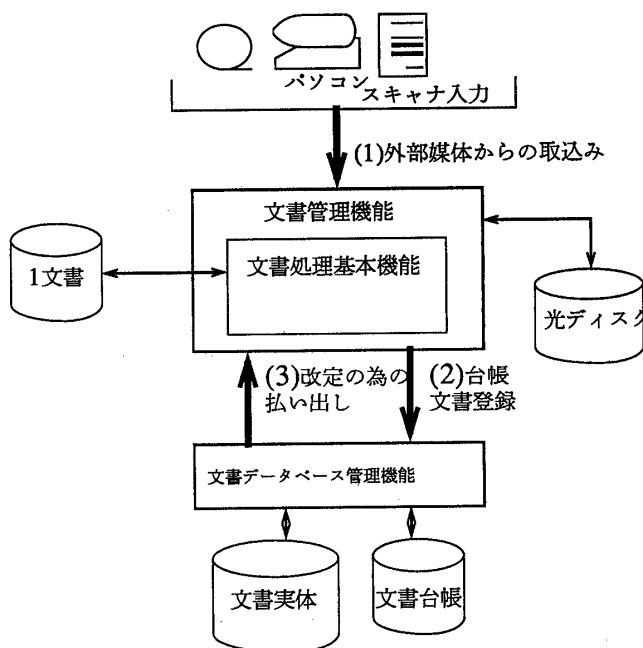 パソコン
スキャナ入力
(1)外部媒体からの取込み
文書管理機能
文書処理基本機能
1文書
光ディスク
(3)改定の為の
払い出し
(2)台帳
文書登録
文書データベース管理機能
文書実体
文書台帳